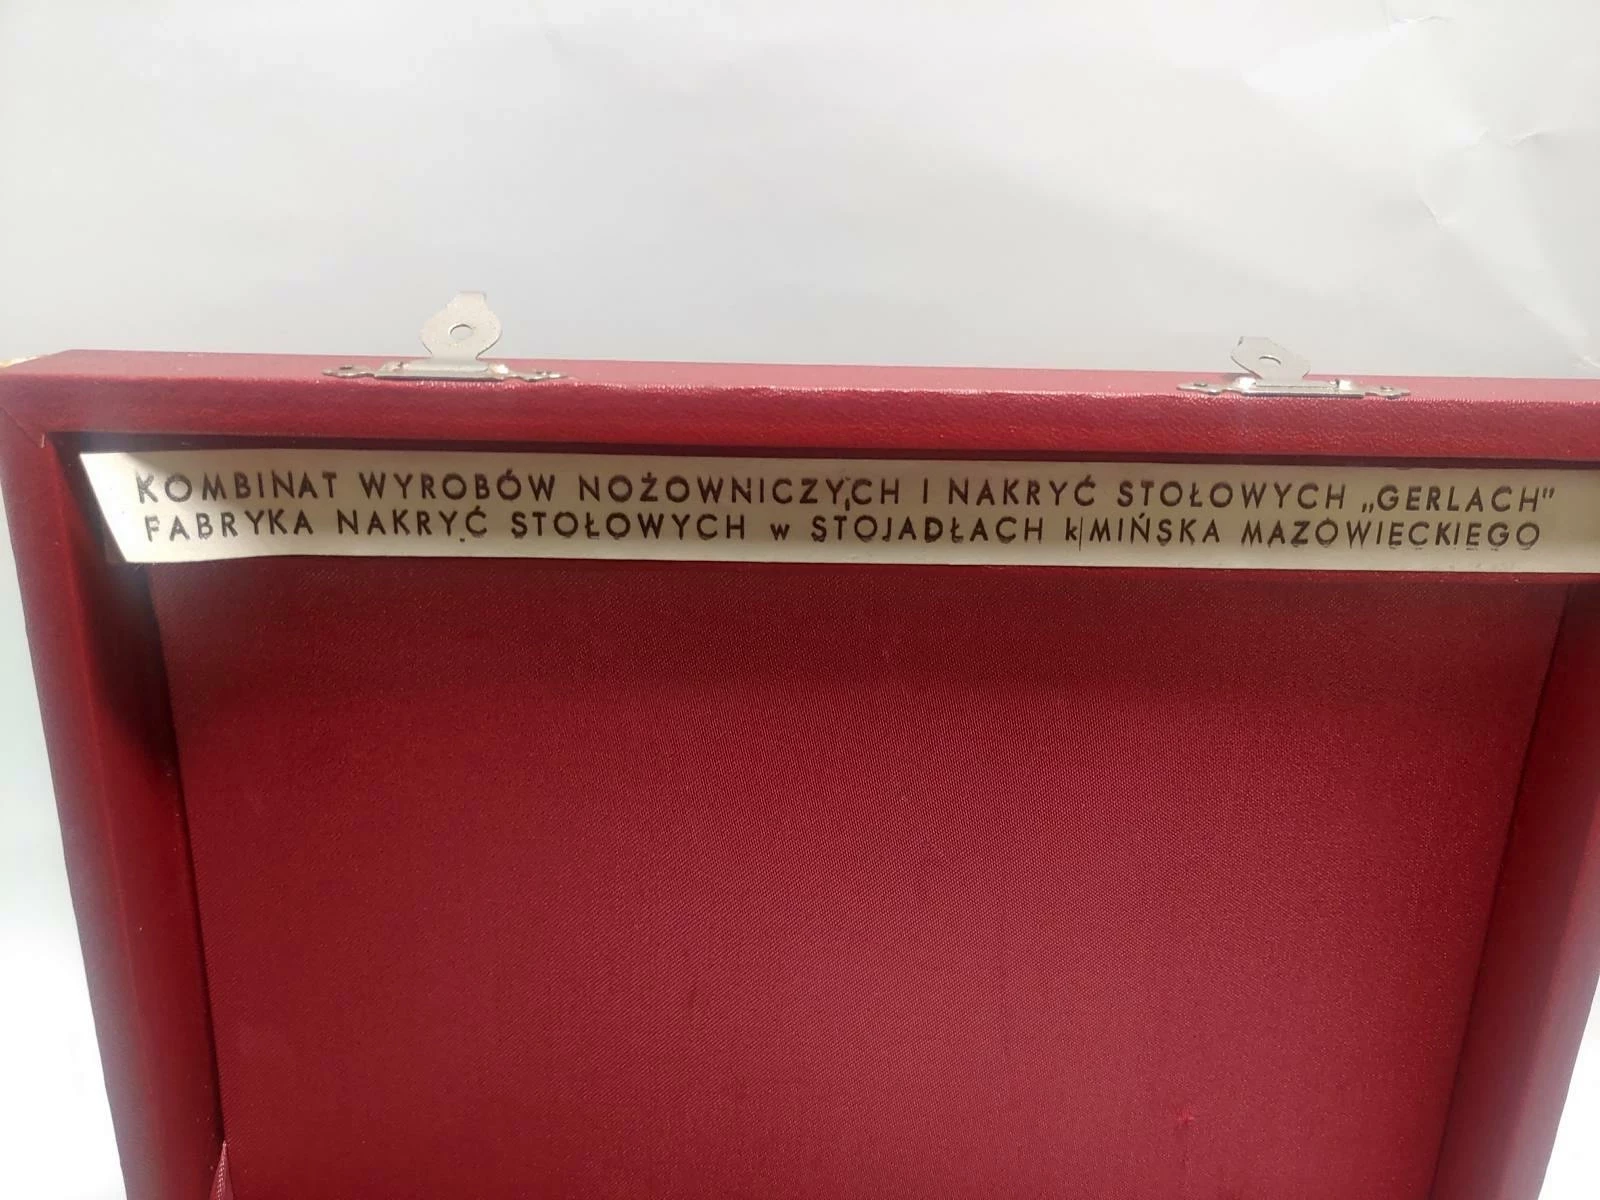 KOMBINAT WYROBÓW NOŻOWNICZYCH I NAKRYĆ STOŁOWYCH „GERLACH”
FABRYKA NAKRYĆ STOŁOWYCH w STOJADŁACH k/MIŃSKA MAZOWIECKIEGO